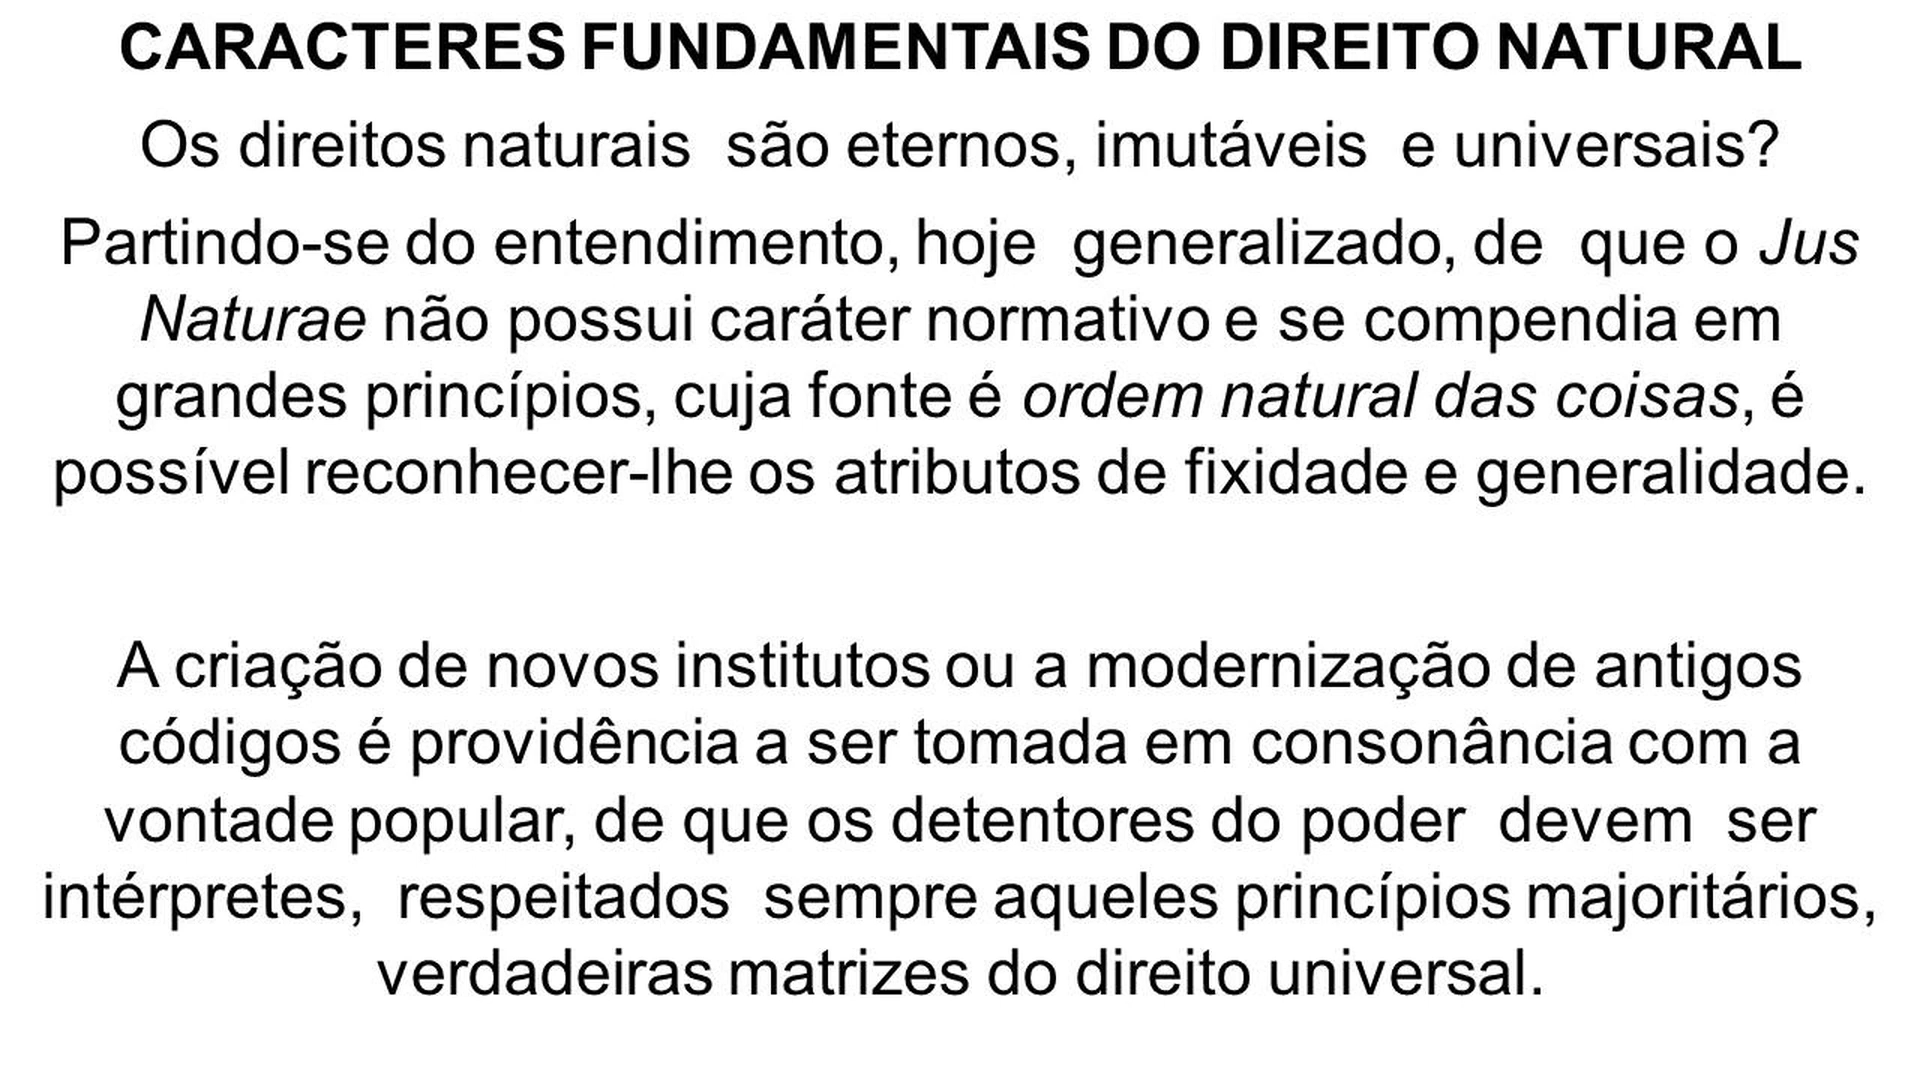 CARACTERES FUNDAMENTAIS DO DIREITO NATURAL
Os direitos naturais são eternos, imutáveis e universais?
Partindo-se do entendimento, hoje generalizado, de que o Jus
Naturae não possui caráter normativo e se compendia em
grandes princípios, cuja fonte é ordem natural das coisas, é
possível reconhecer-lhe os atributos de fixidade e generalidade.
A criação de novos institutos ou a modernização de antigos
códigos é providência a ser tomada em consonância com a
vontade popular, de que os detentores do poder devem ser
intérpretes, respeitados sempre aqueles princípios majoritários,
verdadeiras matrizes do direito universal.